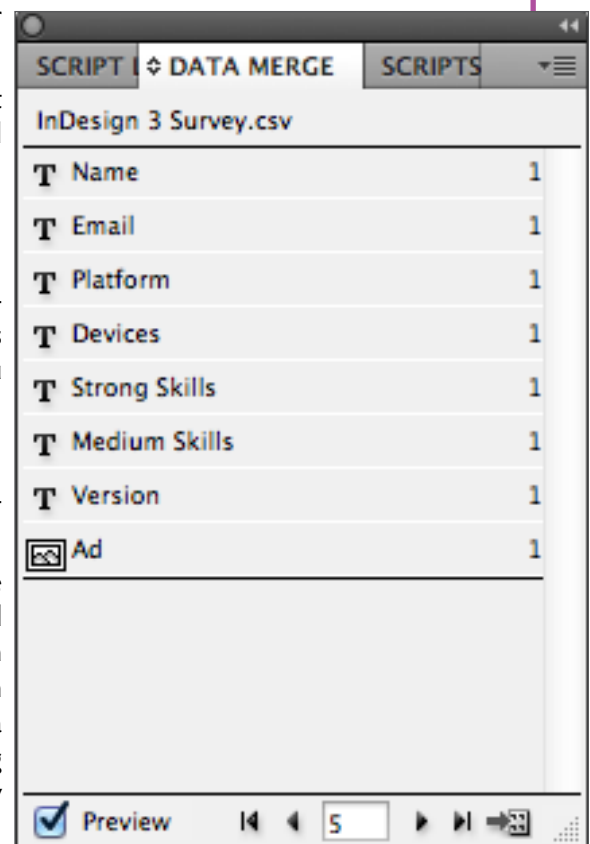 SCRIPT DATA MERGE SCRIPTS
InDesign 3 Survey.csv
T Name 1
T Email 1
T Platform 1
T Devices 1
T Strong Skills 1
T Medium Skills 1
T Version 1
Ad 1
Preview 5